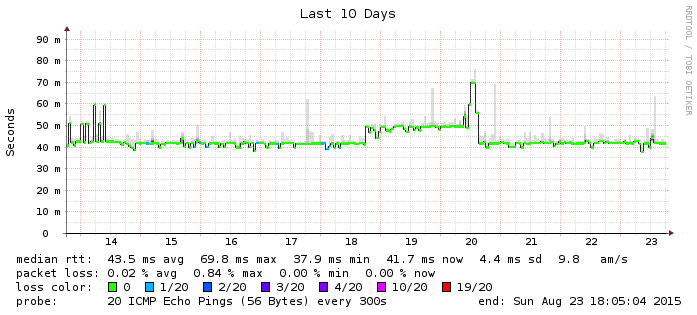 Last 10 Days
RRDTOOL / TOBI OETIKER
Seconds
90 m
80 m
70 m
60 m
50 m
40 m
30 m
20 m
10 m
0
14 15 16 17 18 19 20 21 22 23
median rtt: 43.5 ms avg 69.8 ms max 37.9 ms min 41.7 ms now 4.4 ms sd 9.8 am/s
packet loss: 0.02 % avg 0.84 % max 0.00 % min 0.00 % now
loss color: 0 1/20 2/20 3/20 4/20 10/20 19/20
probe: 20 ICMP Echo Pings (56 Bytes) every 300s end: Sun Aug 23 18:05:04 2015